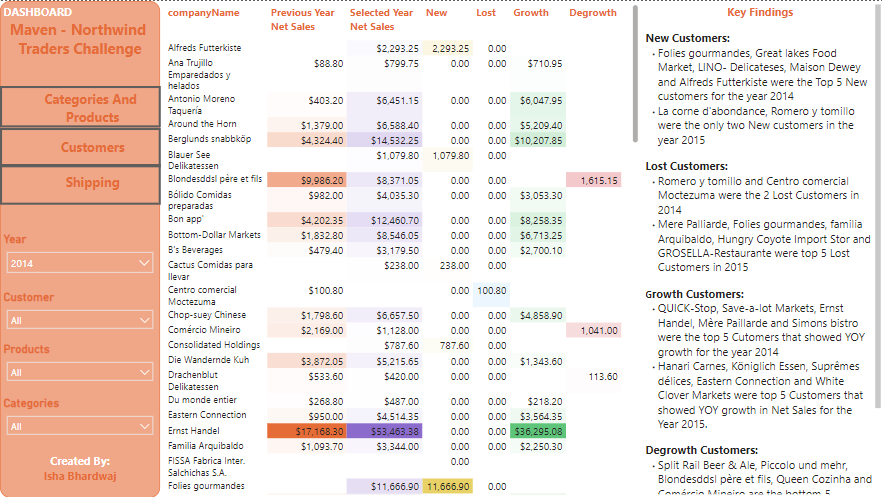 DASHBOARD
Maven - Northwind
Traders Challenge
Categories And
Products
Customers
Shipping
Year
2014
Customer
All
Products
All
Categories
All
Created By:
Isha Bhardwaj
companyName Previous Year Net Sales Selected Year Net Sales New Lost Growth Degrowth
Alfreds Futterkiste $2,293.25 2,293.25 0.00
Ana Trujillo Emparedados y helados $88.80 $799.75 0.00 0.00 $710.95
Antonio Moreno Taquería $403.20 $6,451.15 0.00 0.00 $6,047.95
Around the Horn $1,379.00 $6,588.40 0.00 0.00 $5,209.40
Berglunds snabbköp $4,324.40 $14,532.25 0.00 0.00 $10,207.85
Blauer See Delikatessen $1,079.80 1,079.80 0.00
Blondesddsl père et fils $9,986.20 $8,371.05 0.00 0.00 1,615.15
Bólido Comidas preparadas $982.00 $4,035.30 0.00 0.00 $3,053.30
Bon app' $4,202.35 $12,460.70 0.00 0.00 $8,258.35
Bottom-Dollar Markets $1,832.80 $8,546.05 0.00 0.00 $6,713.25
B's Beverages $479.40 $3,179.50 0.00 0.00 $2,700.10
Cactus Comidas para llevar $238.00 238.00 0.00
Centro comercial Moctezuma $100.80 0.00 100.80
Chop-suey Chinese $1,798.60 $6,657.50 0.00 0.00 $4,858.90
Comércio Mineiro $2,169.00 $1,128.00 0.00 0.00 1,041.00
Consolidated Holdings $787.60 787.60 0.00
Die Wandernde Kuh $3,872.05 $5,215.65 0.00 0.00 $1,343.60
Drachenblut Delikatessen $533.60 $420.00 0.00 0.00 113.60
Du monde entier $268.80 $487.00 0.00 0.00 $218.20
Eastern Connection $950.00 $4,514.35 0.00 0.00 $3,564.35
Ernst Handel $17,168.30 $53,463.38 0.00 0.00 $36,295.08
Familia Arquibaldo $1,093.70 $3,344.00 0.00 0.00 $2,250.30
FISSA Fabrica Inter. Salchichas S.A. 0.00
Folies gourmandes $11,666.90 11,666.90 0.00
Key Findings
New Customers:
• Folies gourmandes, Great lakes Food
Market, LINO- Delicateses, Maison Dewey
and Alfreds Futterkiste were the Top 5 New
customers for the year 2014
• La corne d'abondance, Romero y tomillo
were the only two New customers in the
year 2015
Lost Customers:
• Romero y tomillo and Centro comercial
Moctezuma were the 2 Lost Customers in
2014
• Mere Palliarde, Folies gourmandes, familia
Arquibaldo, Hungry Coyote Import Stor and
GROSELLA-Restaurante were top 5 Lost
Customers in 2015
Growth Customers:
• QUICK-Stop, Save-a-lot Markets, Ernst
Handel, Mère Paillarde and Simons bistro
were the top 5 Cutomers that showed YOY
growth for the year 2014
• Hanari Carnes, Königlich Essen, Suprêmes
délices, Eastern Connection and White
Clover Markets were top 5 Customers that
showed YOY growth in Net Sales for the
Year 2015.
Degrowth Customers:
• Split Rail Beer & Ale, Piccolo und mehr,
Blondesddsl père et fils, Queen Cozinha and
Comércio Mineiro are the bottom 5